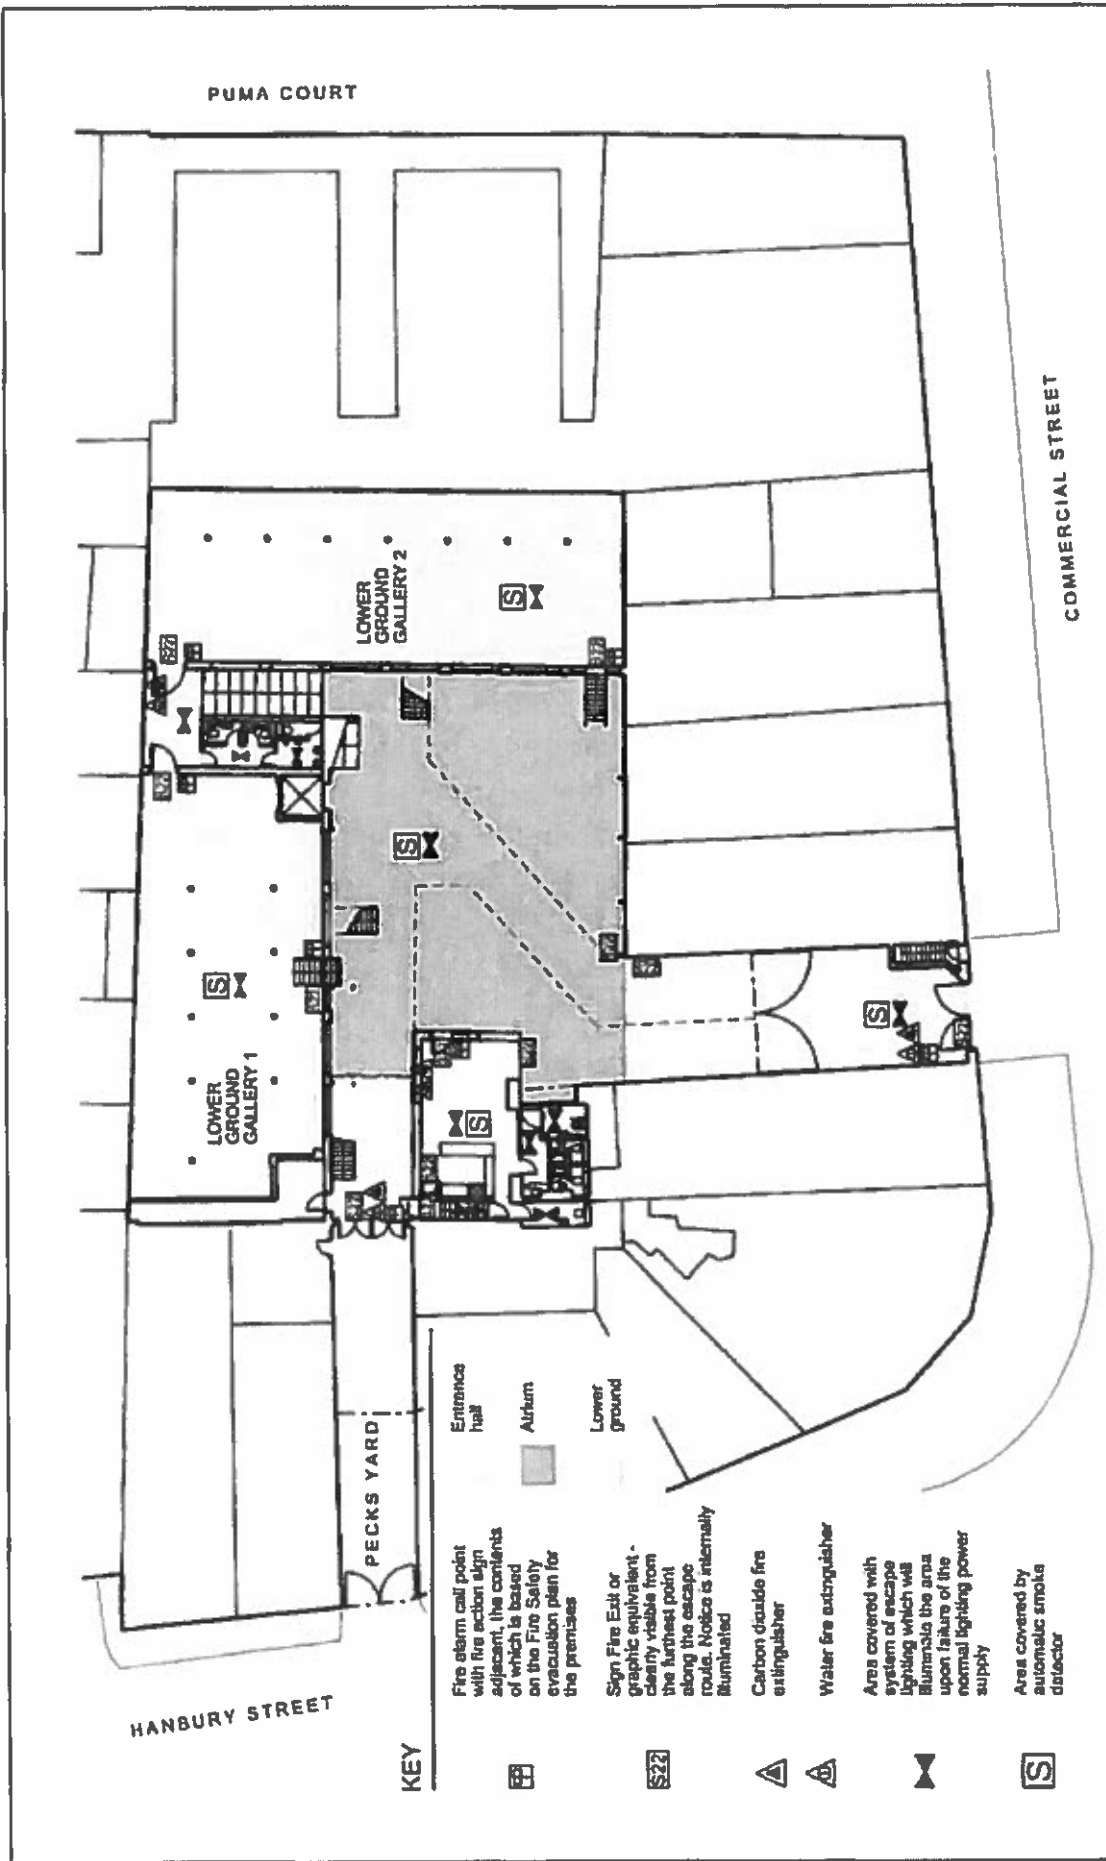 PUMA COURT
COMMERCIAL STREET
HANBURY STREET
PECKS YARD
LOWER
GROUND
GALLERY 2
S
LOWER
GROUND
GALLERY 1
S
S
S
S
KEY
Fire alarm call point
with fire action sign
adjacent, the contents
of which is based
on the Fire Safety
evacuation plan for
the premises
S22
Sign Fire Exit or
graphic equivalent -
clearly visible from
the furthest point
along the escape
route. Notice is internally
illuminated
Carbon dioxide fire
extinguisher
Water fire extinguisher
Area covered with
system of escape
lighting which will
illuminate the area
upon failure of the
normal lighting power
supply
S
Area covered by
automatic smoke
detector
Entrance
hall
Atrium
Lower
ground